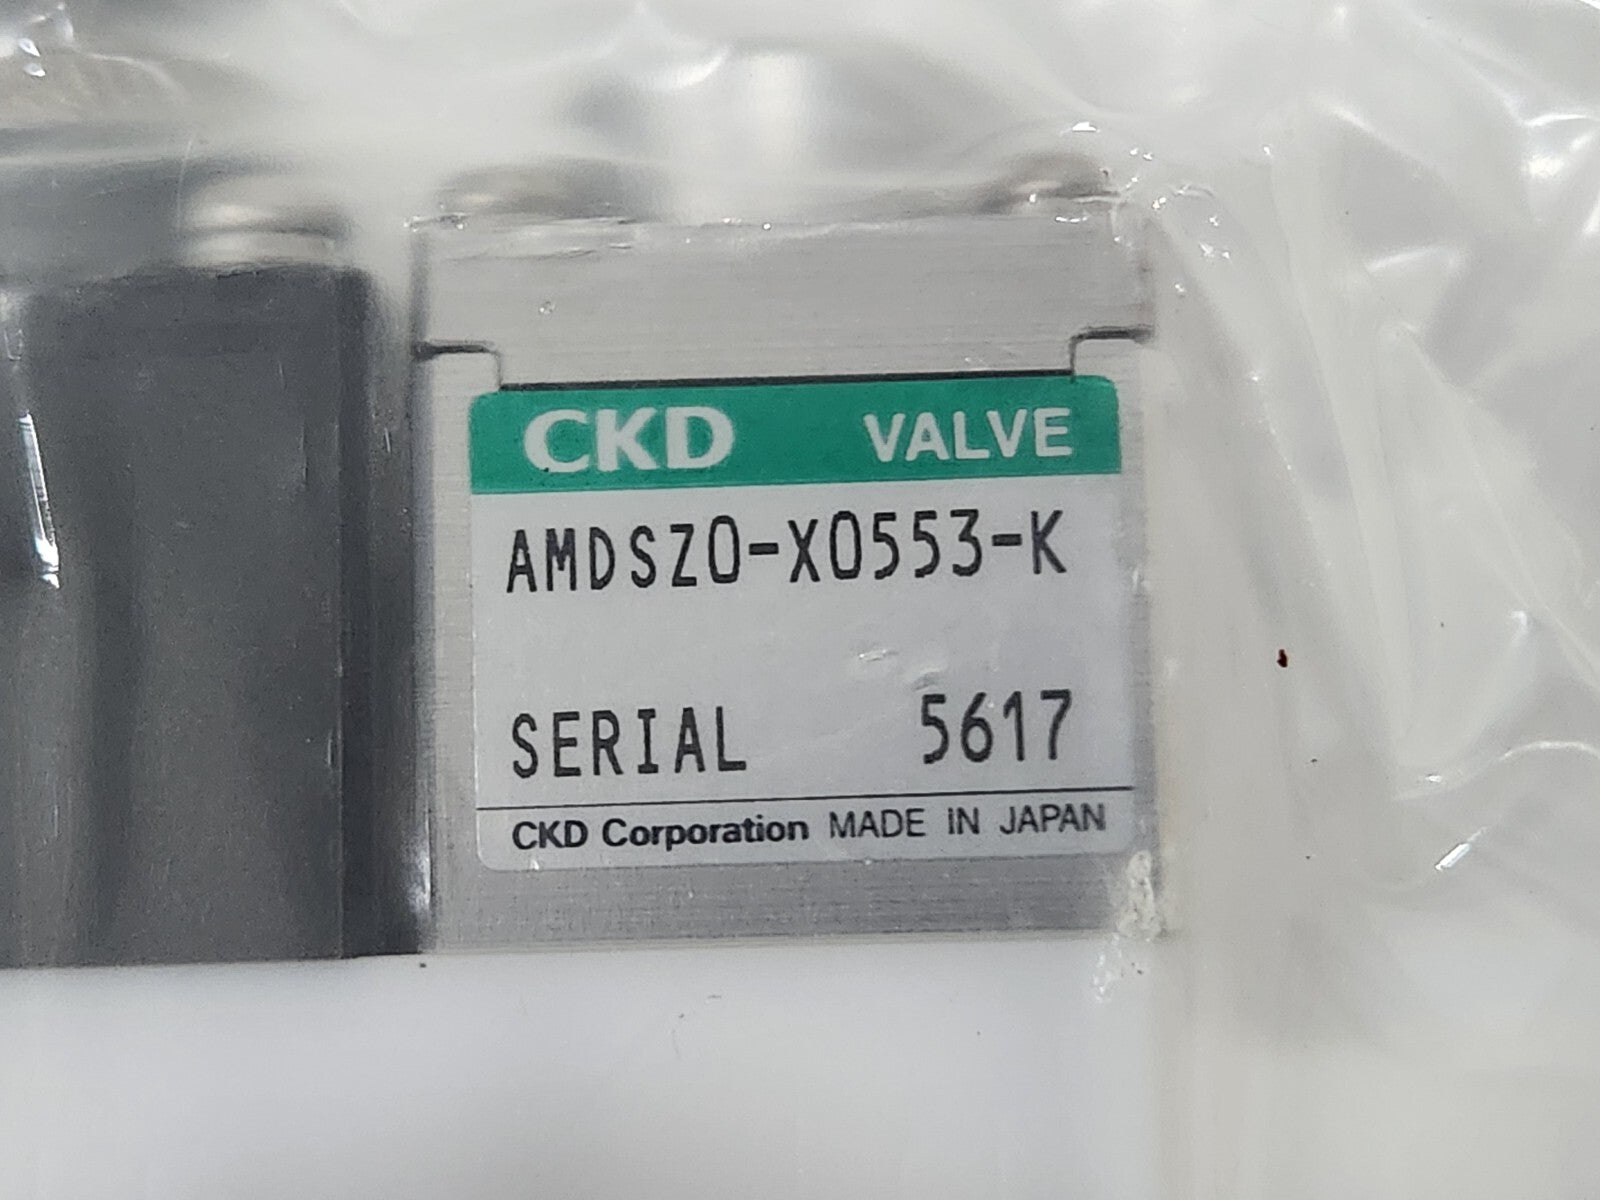 CKD VALVE
AMDSZ0-X0553-K
SERIAL 5617
CKD Corporation MADE IN JAPAN